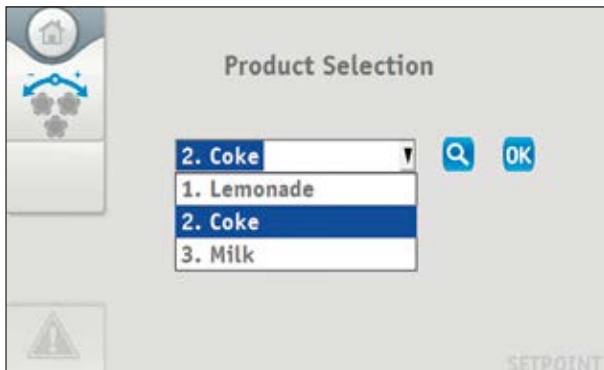 Product Selection
2. Coke
OK
1. Lemonade
2. Coke
3. Milk
SETPOINT